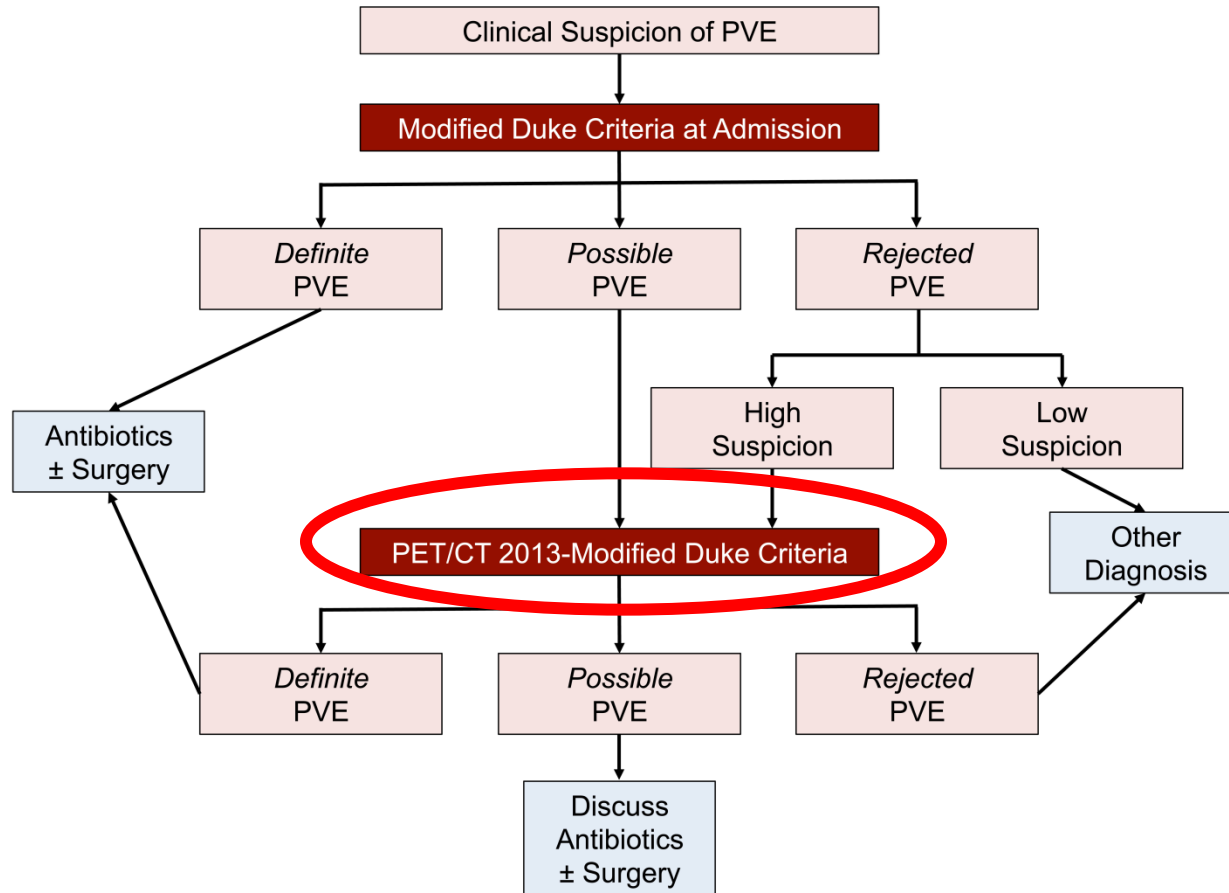 Clinical Suspicion of PVE
Modified Duke Criteria at Admission
Definite
PVE
Possible
PVE
Rejected
PVE
High
Suspicion
Low
Suspicion
Antibiotics
± Surgery
PET/CT 2013-Modified Duke Criteria
Other
Diagnosis
Definite
PVE
Possible
PVE
Rejected
PVE
Discuss
Antibiotics
± Surgery